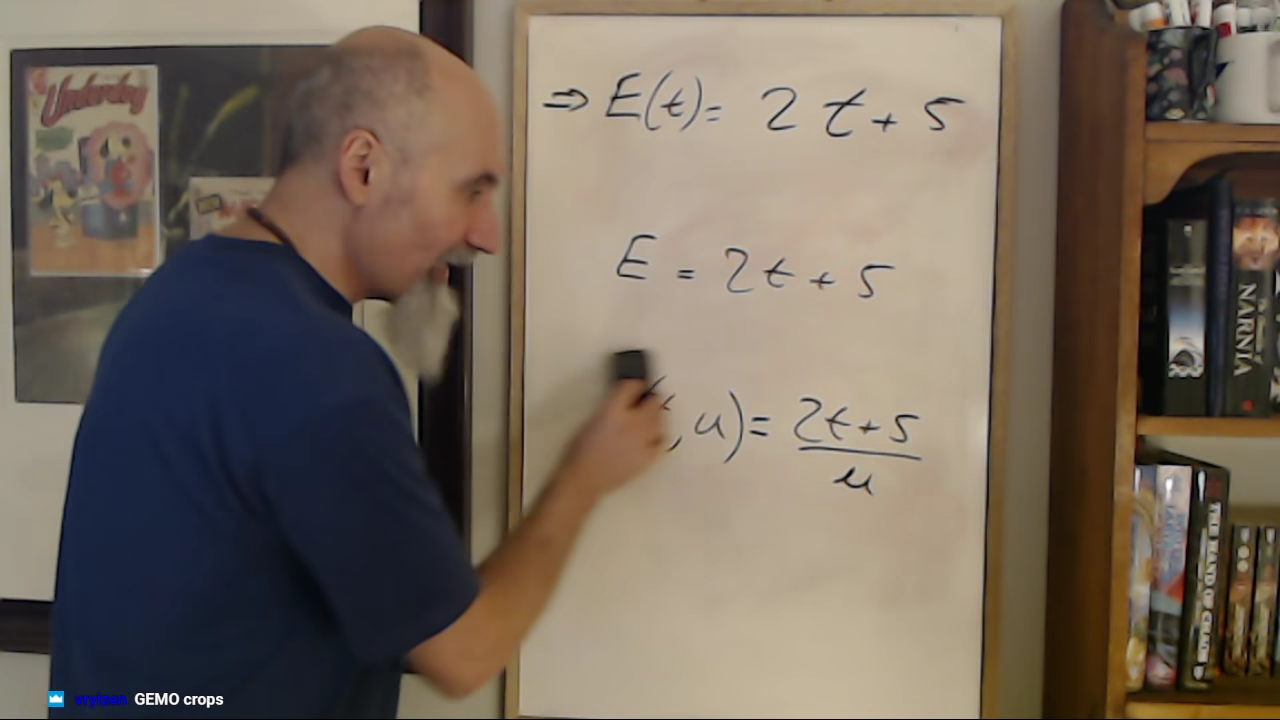 Underdog
⇒ E(t) = 2t + 5
E = 2t + 5
, u) = 2t + 5
u
NARNIA
THE HAND OF CHAOS
GEMO crops